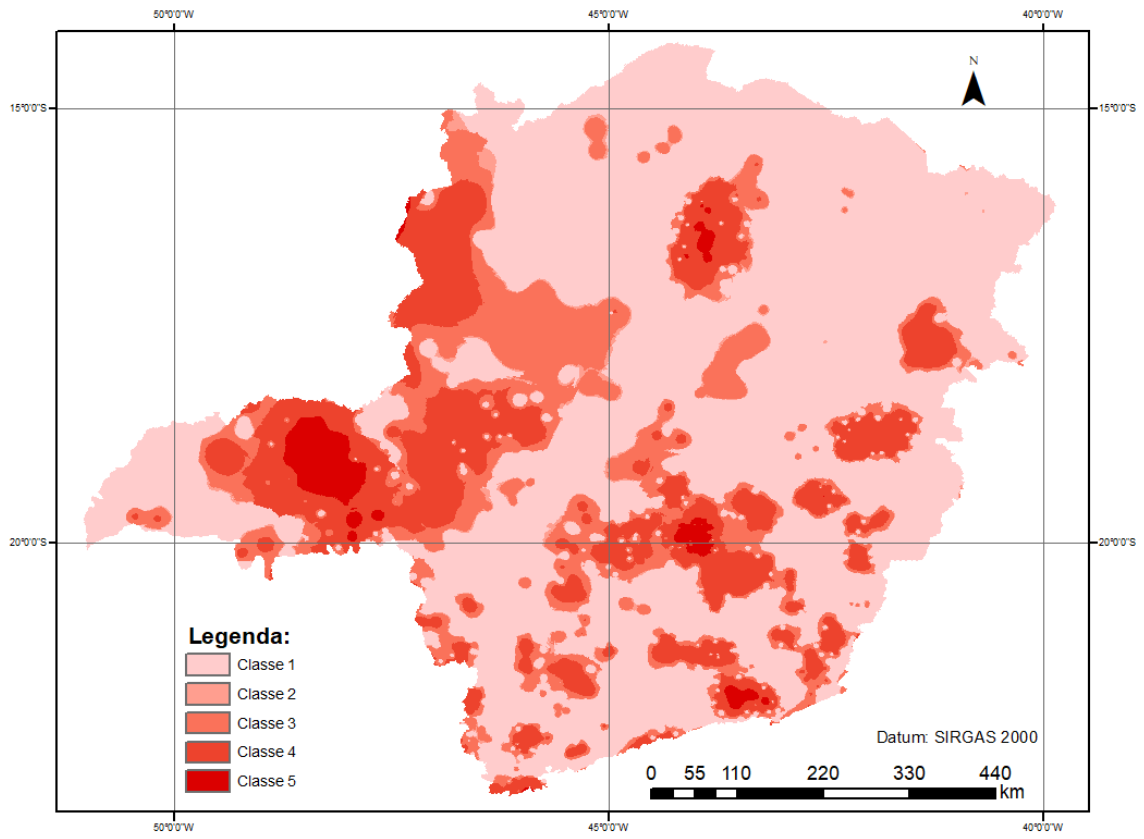 50°0'0"W 45°0'0"W 40°0'0"W
N
15°0'0"S 15°0'0"S
20°0'0"S 20°0'0"S
Legenda:
Classe 1
Classe 2
Classe 3
Classe 4
Classe 5
Datum: SIRGAS 2000
0 55 110 220 330 440
km
50°0'0"W 45°0'0"W 40°0'0"W